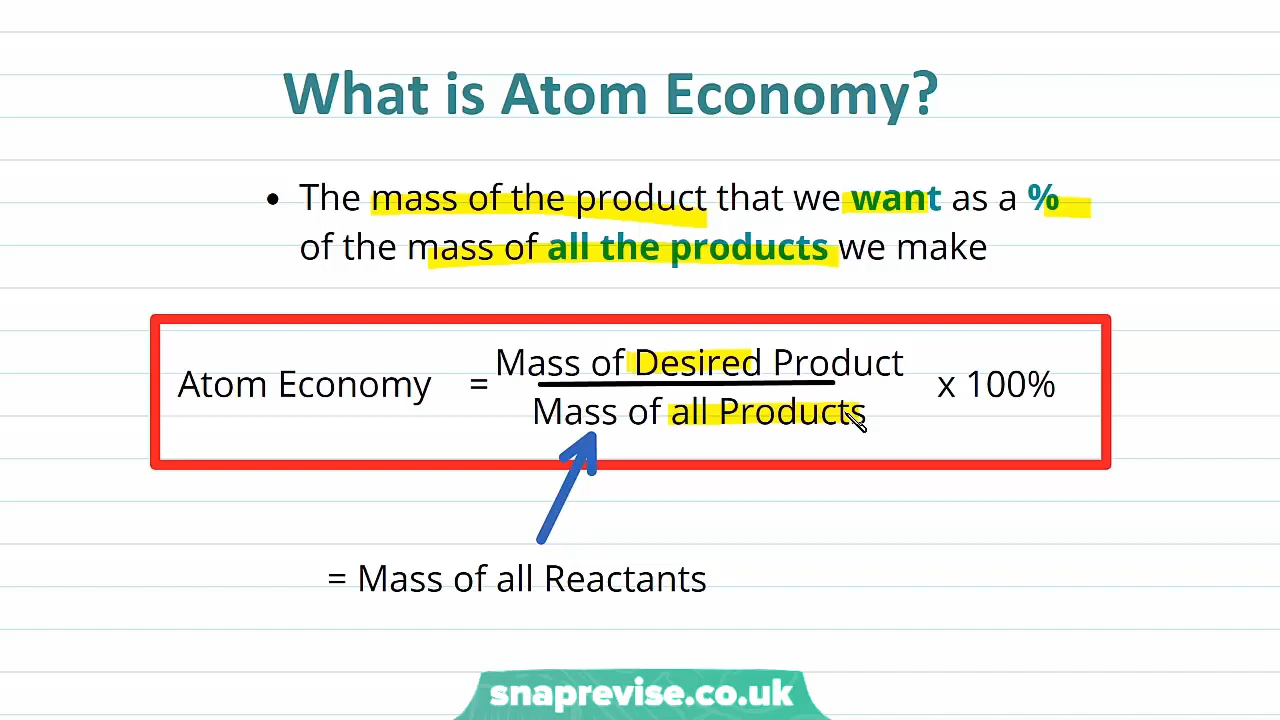 What is Atom Economy?
• The mass of the product that we want as a %
of the mass of all the products we make
Mass of Desired Product
Atom Economy = x 100%
Mass of all Products
= Mass of all Reactants
snaprevise.co.uk